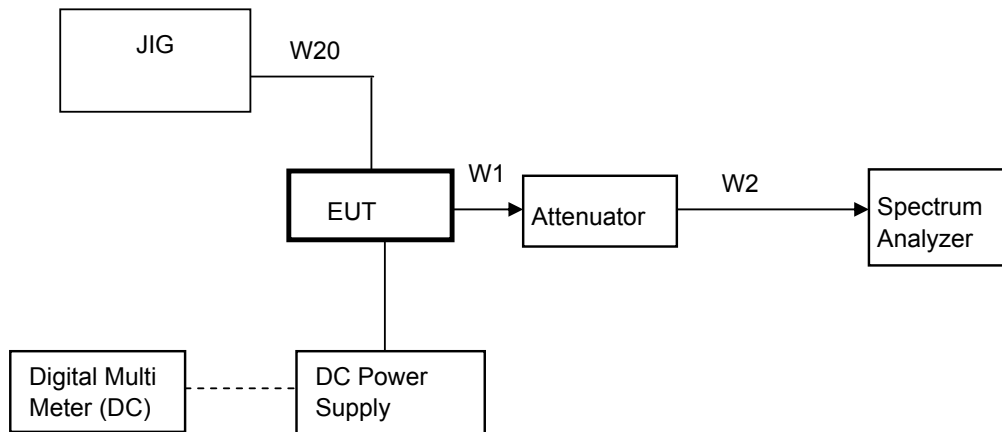 JIG
W20
EUT
W1
Attenuator
W2
Spectrum
Analyzer
Digital Multi
Meter (DC)
DC Power
Supply